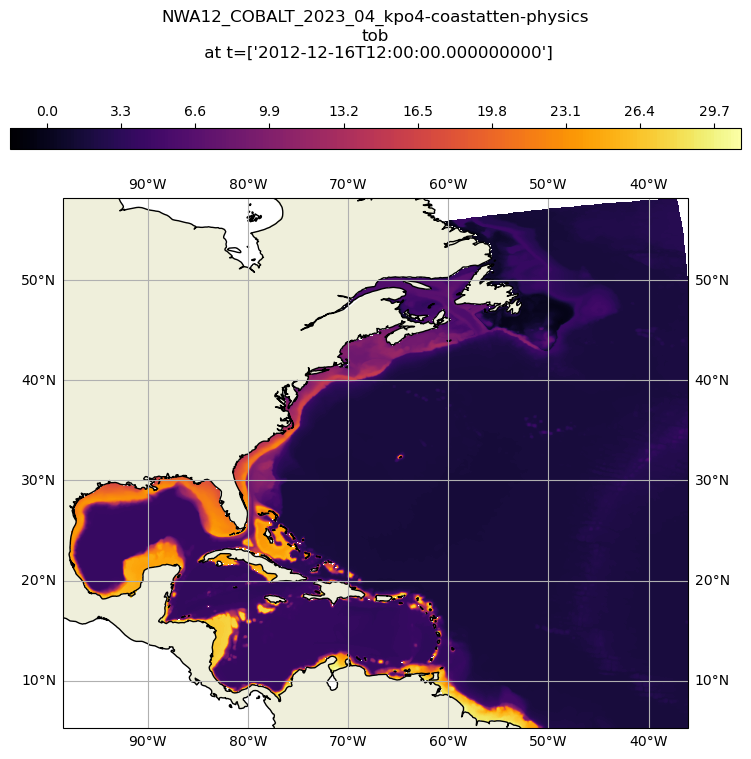 NWA12_COBALT_2023_04_kpo4-coastatten-physics
tob
at t=['2012-12-16T12:00:00.000000000']
0.0 3.3 6.6 9.9 13.2 16.5 19.8 23.1 26.4 29.7
90°W 80°W 70°W 60°W 50°W 40°W
50°N 50°N
40°N 40°N
30°N 30°N
20°N 20°N
10°N 10°N
90°W 80°W 70°W 60°W 50°W 40°W